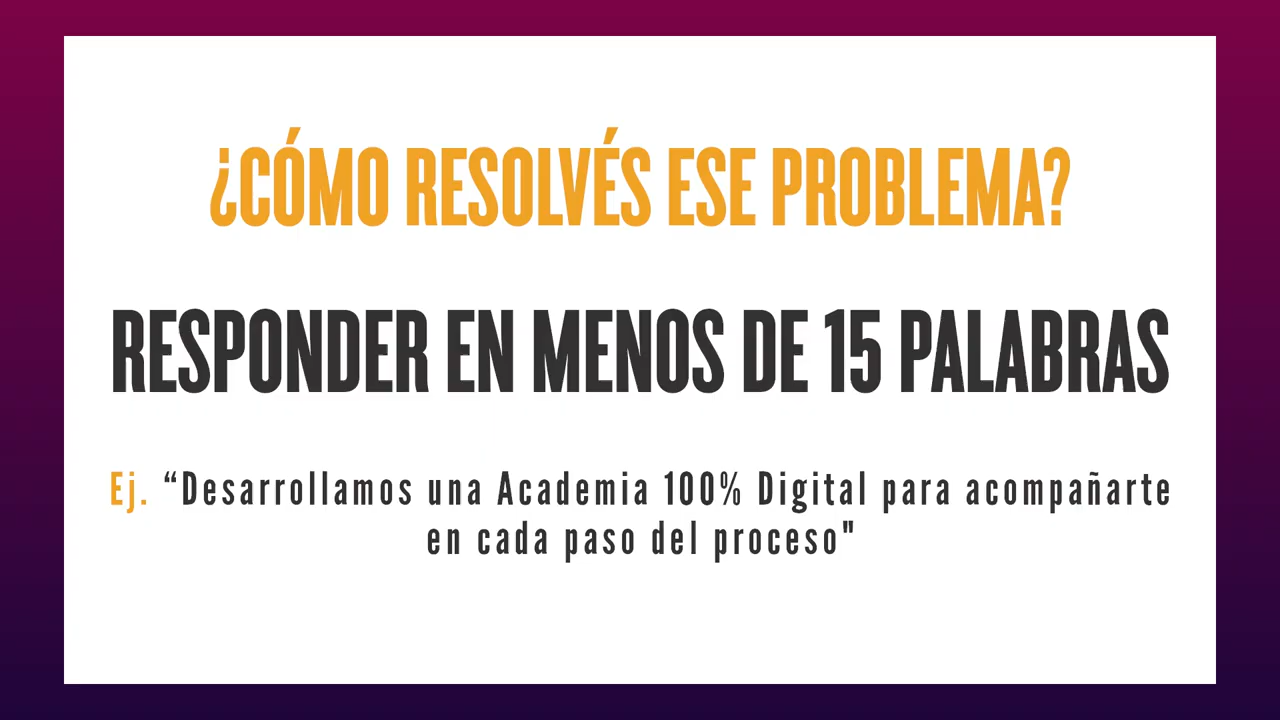 ¿CÓMO RESOLVÉS ESE PROBLEMA?
RESPONDER EN MENOS DE 15 PALABRAS
Ej. “Desarrollamos una Academia 100% Digital para acompañarte
en cada paso del proceso"